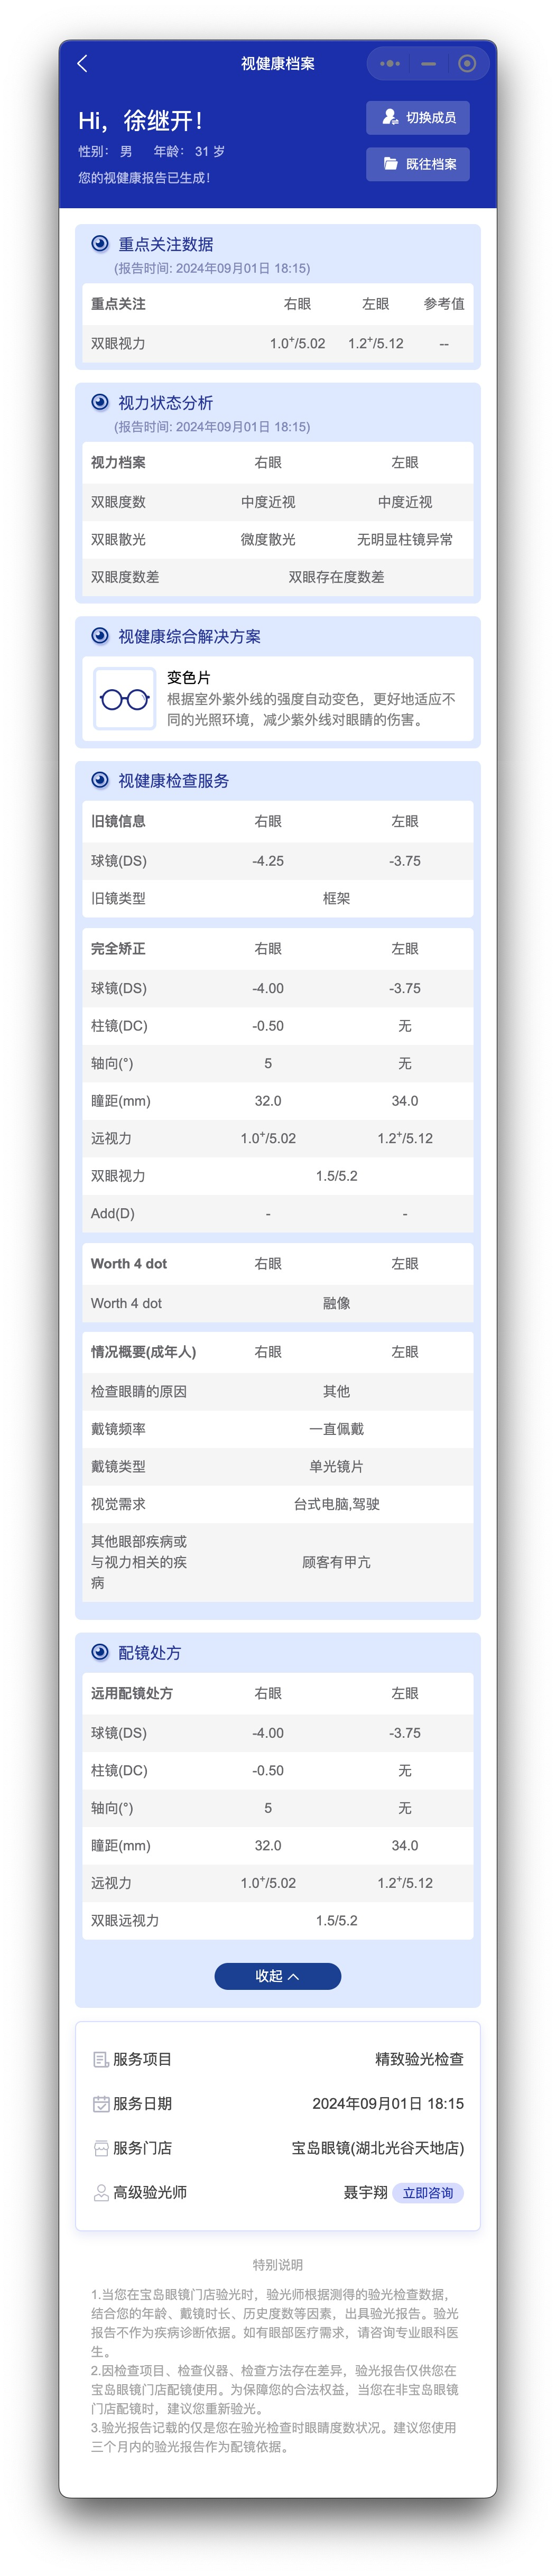 视健康档案
Hi，徐继开！
切换成员
性别： 男 年龄： 31 岁
既往档案
您的视健康报告已生成！
重点关注数据
(报告时间: 2024年09月01日 18:15)
重点关注 右眼 左眼 参考值
双眼视力 1.0⁺/5.02 1.2⁺/5.12 --
视力状态分析
(报告时间: 2024年09月01日 18:15)
视力档案 右眼 左眼
双眼度数 中度近视 中度近视
双眼散光 微度散光 无明显柱镜异常
双眼度数差 双眼存在度数差
视健康综合解决方案
变色片
根据室外紫外线的强度自动变色，更好地适应不
同的光照环境，减少紫外线对眼睛的伤害。
视健康检查服务
旧镜信息 右眼 左眼
球镜(DS) -4.25 -3.75
旧镜类型 框架
完全矫正 右眼 左眼
球镜(DS) -4.00 -3.75
柱镜(DC) -0.50 无
轴向(°) 5 无
瞳距(mm) 32.0 34.0
远视力 1.0⁺/5.02 1.2⁺/5.12
双眼视力 1.5/5.2
Add(D) - -
Worth 4 dot 右眼 左眼
Worth 4 dot 融像
情况概要(成年人) 右眼 左眼
检查眼睛的原因 其他
戴镜频率 一直佩戴
戴镜类型 单光镜片
视觉需求 台式电脑,驾驶
其他眼部疾病或
与视力相关的疾 顾客有甲亢
病
配镜处方
远用配镜处方 右眼 左眼
球镜(DS) -4.00 -3.75
柱镜(DC) -0.50 无
轴向(°) 5 无
瞳距(mm) 32.0 34.0
远视力 1.0⁺/5.02 1.2⁺/5.12
双眼远视力 1.5/5.2
收起
服务项目 精致验光检查
服务日期 2024年09月01日 18:15
服务门店 宝岛眼镜(湖北光谷天地店)
高级验光师 聂宇翔 立即咨询
特别说明
1.当您在宝岛眼镜门店验光时，验光师根据测得的验光检查数据，
结合您的年龄、戴镜时长、历史度数等因素，出具验光报告。验光
报告不作为疾病诊断依据。如有眼部医疗需求，请咨询专业眼科医
生。
2.因检查项目、检查仪器、检查方法存在差异，验光报告仅供您在
宝岛眼镜门店配镜使用。为保障您的合法权益，当您在非宝岛眼镜
门店配镜时，建议您重新验光。
3.验光报告记载的仅是您在验光检查时眼睛度数状况。建议您使用
三个月内的验光报告作为配镜依据。